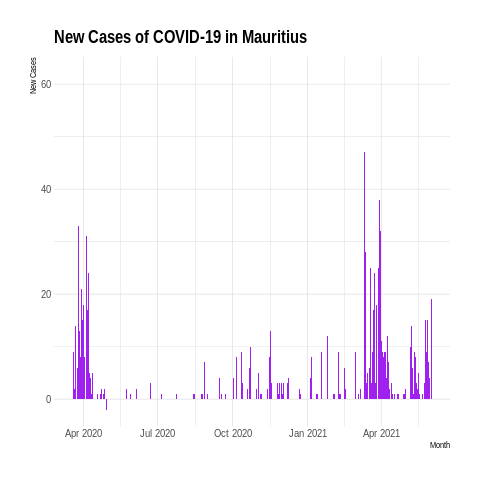 New Cases of COVID-19 in Mauritius
New Cases
60
40
20
0
Apr 2020 Jul 2020 Oct 2020 Jan 2021 Apr 2021
Month